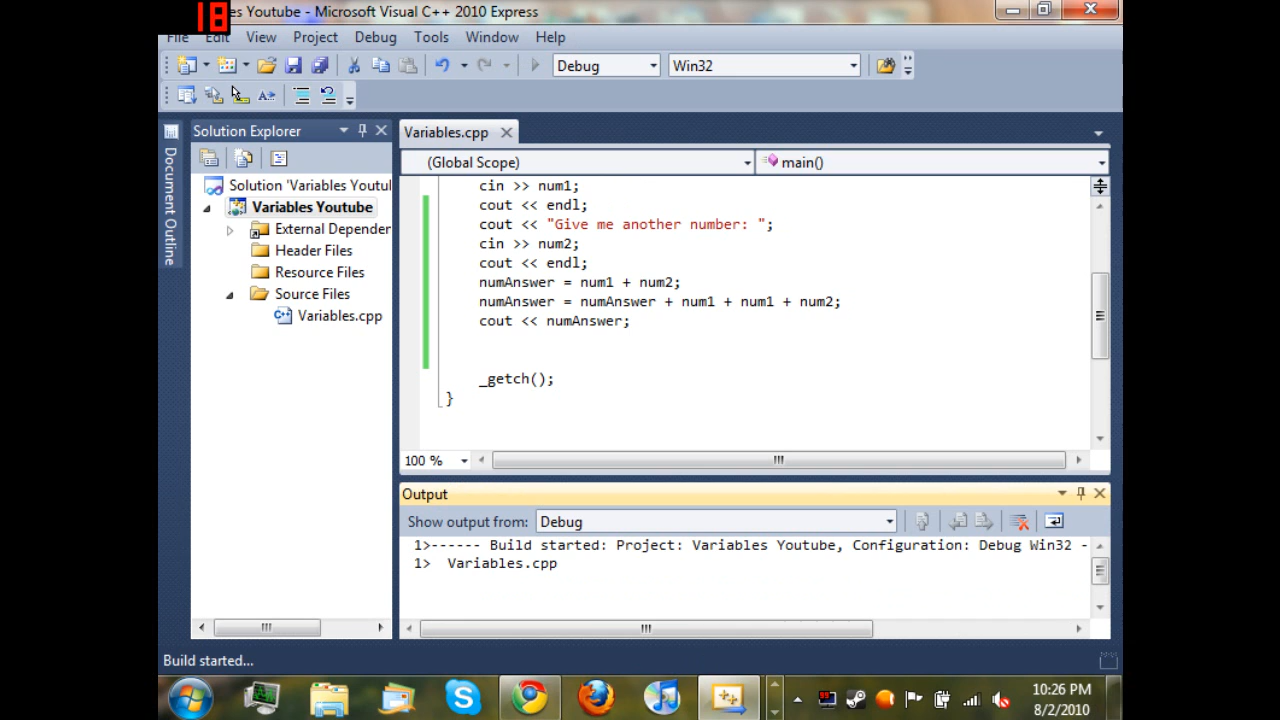 18
es Youtube - Microsoft Visual C++ 2010 Express
File Edit View Project Debug Tools Window Help
Debug Win32
Solution Explorer
Variables.cpp
Document Outline
(Global Scope) main()
Solution 'Variables Youtul
Variables Youtube
External Depender
Header Files
Resource Files
Source Files
Variables.cpp
cin >> num1;
cout << endl;
cout << "Give me another number: ";
cin >> num2;
cout << endl;
numAnswer = num1 + num2;
numAnswer = numAnswer + num1 + num1 + num2;
cout << numAnswer;
_getch();
}
100 %
Output
Show output from: Debug
1>------ Build started: Project: Variables Youtube, Configuration: Debug Win32 -
1> Variables.cpp
Build started...
10:26 PM
8/2/2010